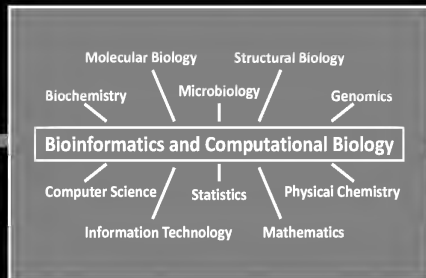 Molecular Biology Structural Biology
Biochemistry Microbiology Genomics
Bioinformatics and Computational Biology
Computer Science Statistics Physical Chemistry
Information Technology Mathematics